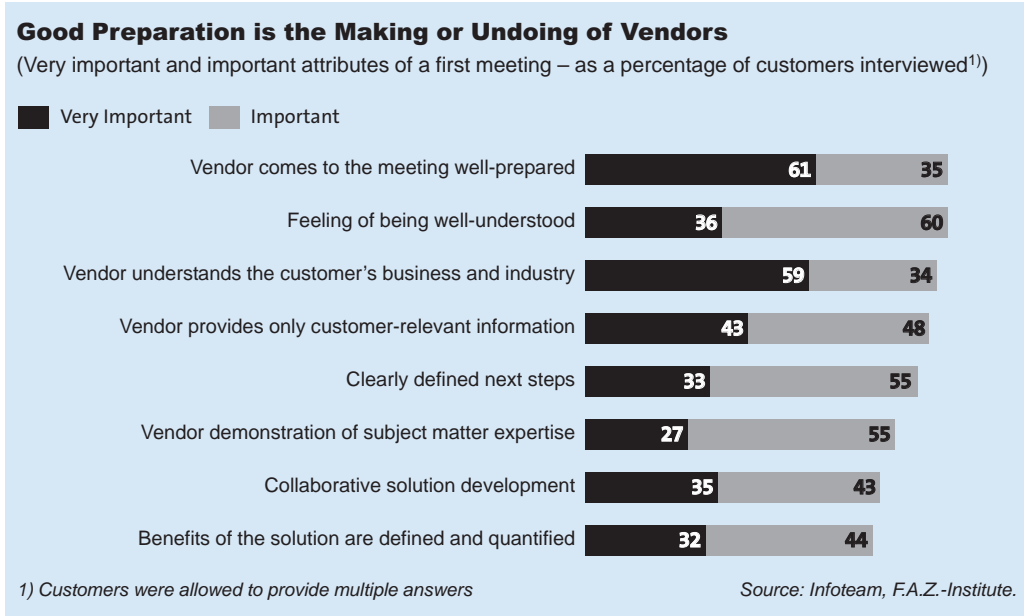 Good Preparation is the Making or Undoing of Vendors
(Very important and important attributes of a first meeting – as a percentage of customers interviewed1))
Very Important Important
Vendor comes to the meeting well-prepared 61 35
Feeling of being well-understood 36 60
Vendor understands the customer’s business and industry 59 34
Vendor provides only customer-relevant information 43 48
Clearly defined next steps 33 55
Vendor demonstration of subject matter expertise 27 55
Collaborative solution development 35 43
Benefits of the solution are defined and quantified 32 44
1) Customers were allowed to provide multiple answers Source: Infoteam, F.A.Z.-Institute.